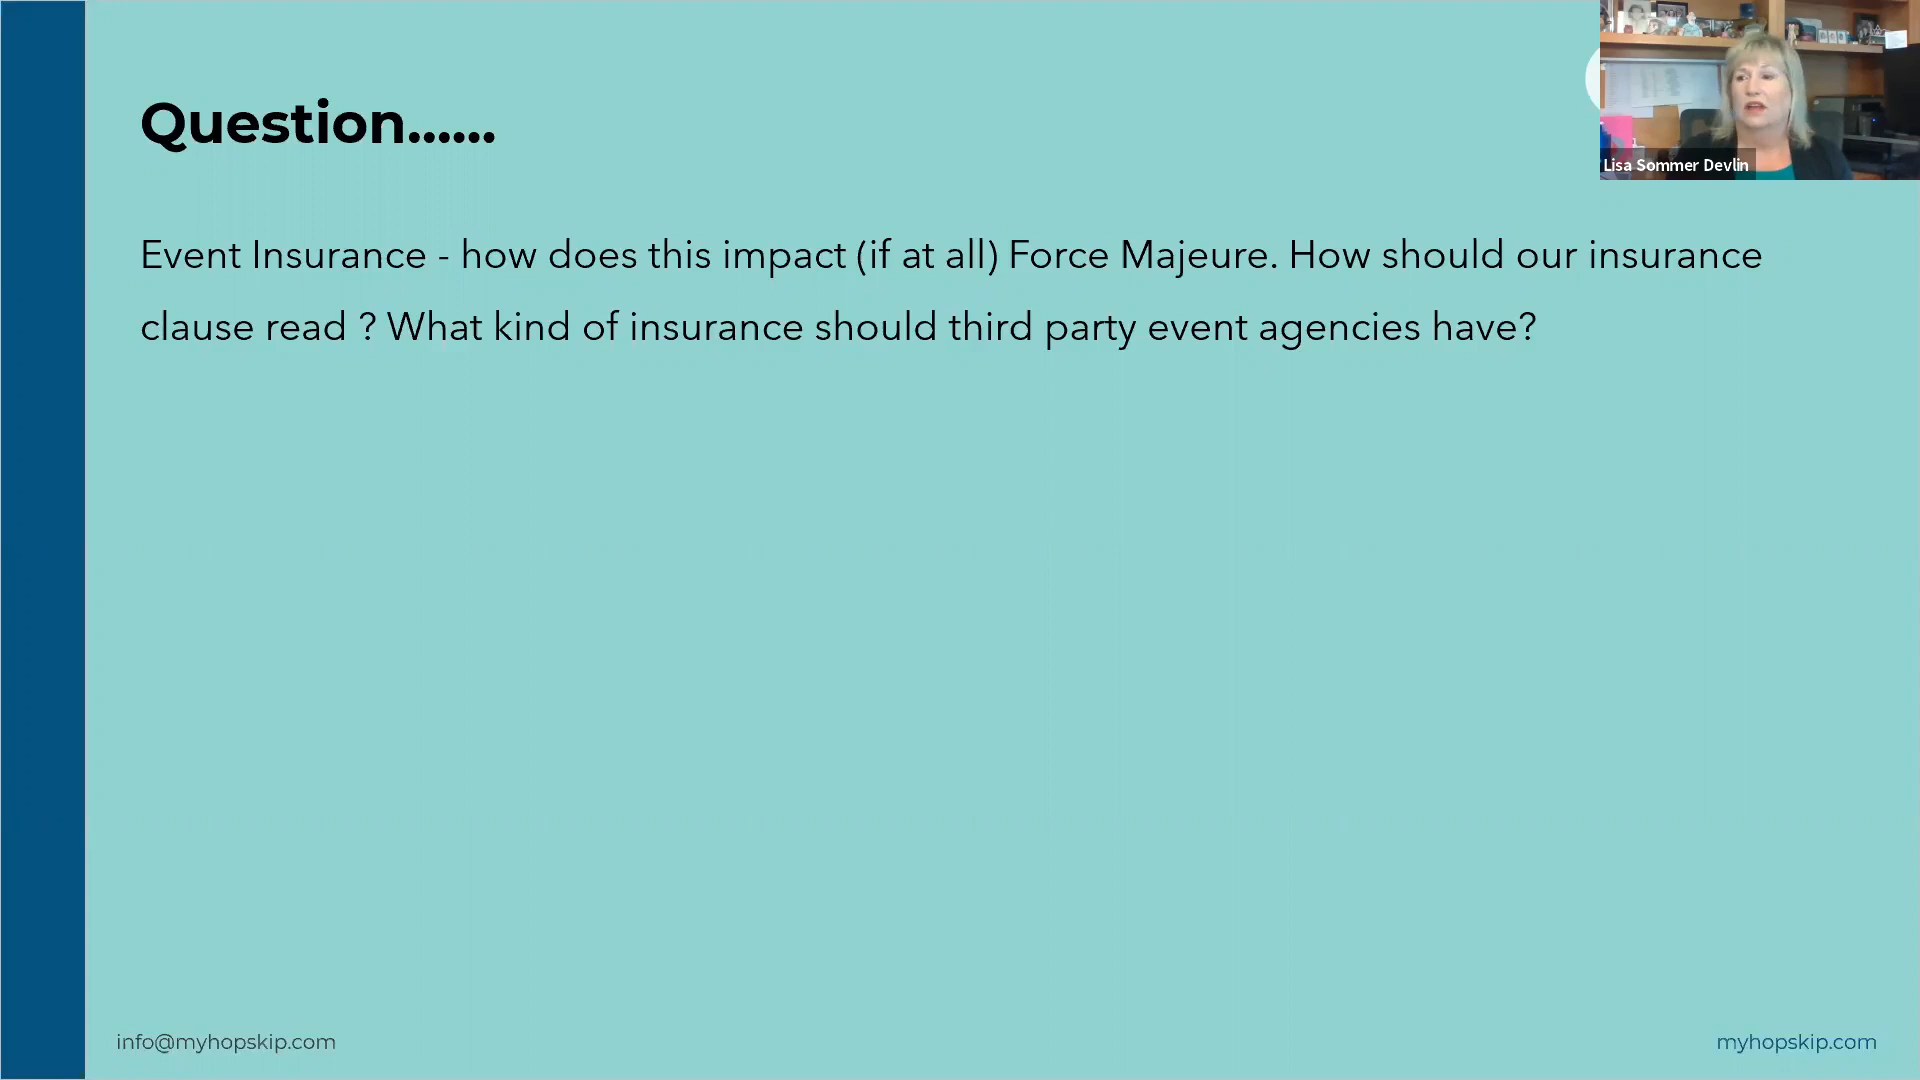 Question......
Lisa Sommer Devlin
Event Insurance - how does this impact (if at all) Force Majeure. How should our insurance
clause read ? What kind of insurance should third party event agencies have?
info@myhopskip.com
myhopskip.com